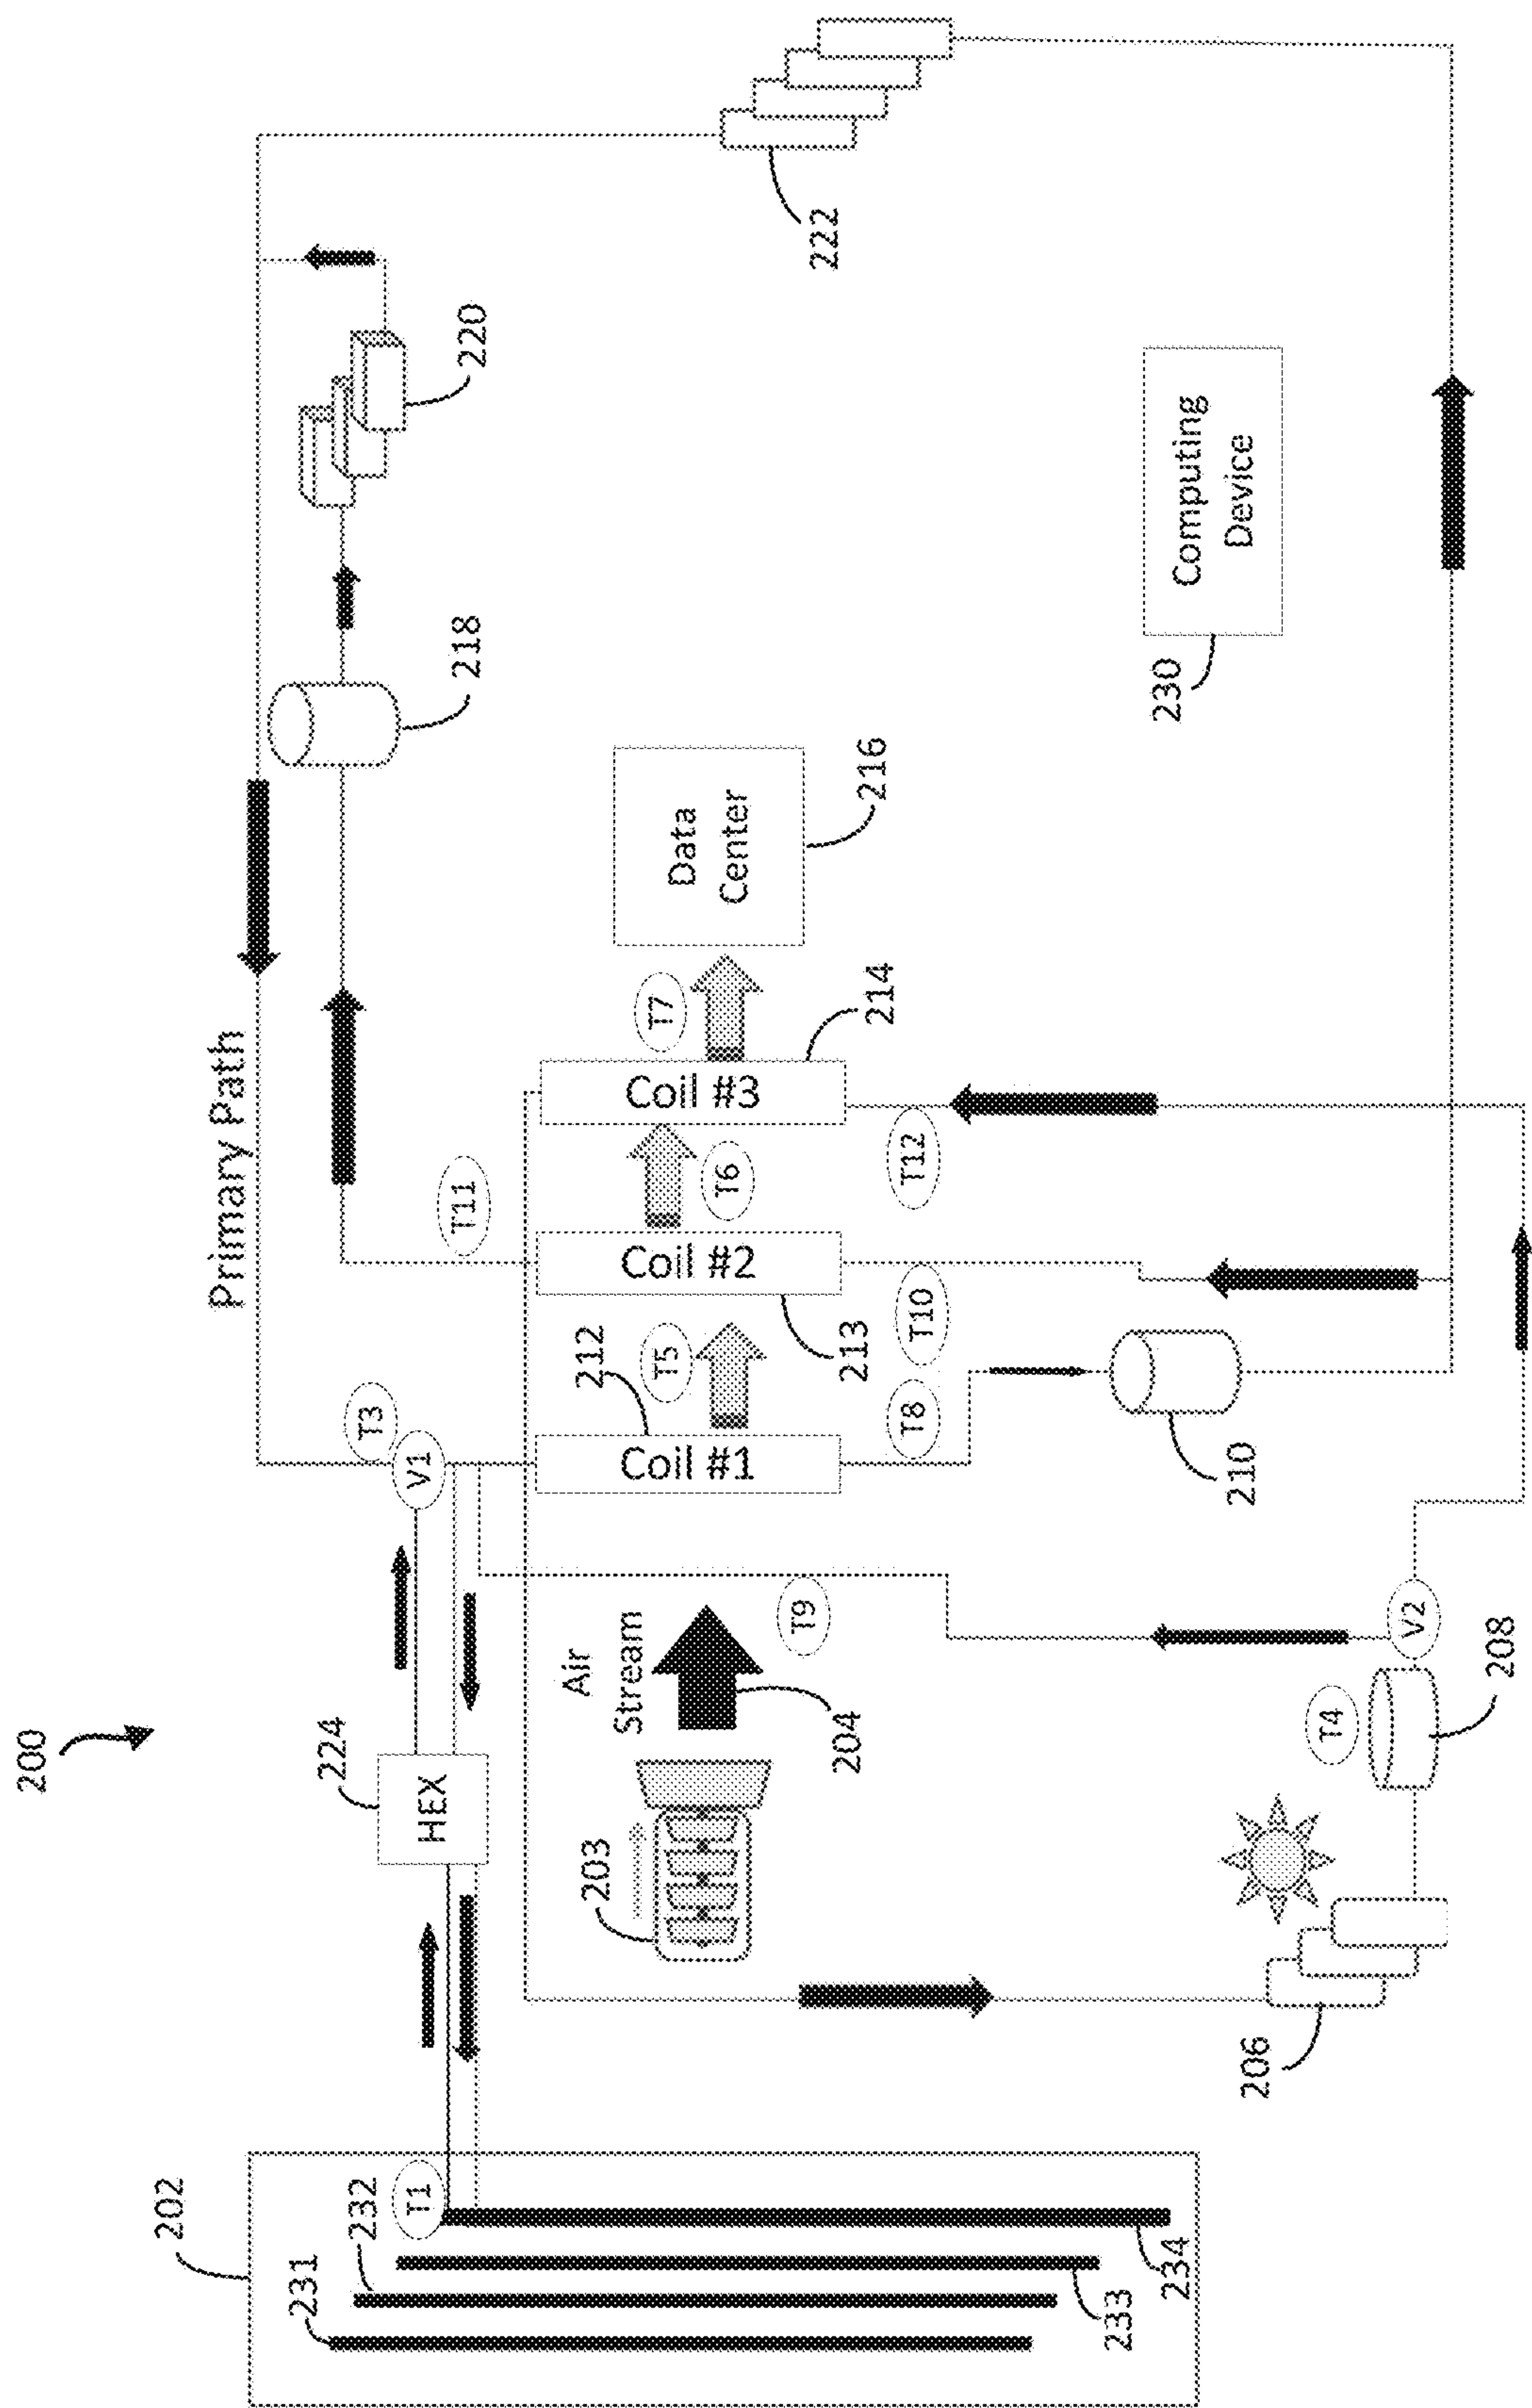 200
Primary Path
202
231
232
T1
233
234
224
HEX
V1
T3
T11
218
220
222
203
Air
Stream
204
T9
212
Coil #1
T5
Coil #2
213
T6
Coil #3
214
T7
Data
Center
216
T8
T10
T12
210
206
T4
208
V2
230
Computing
Device